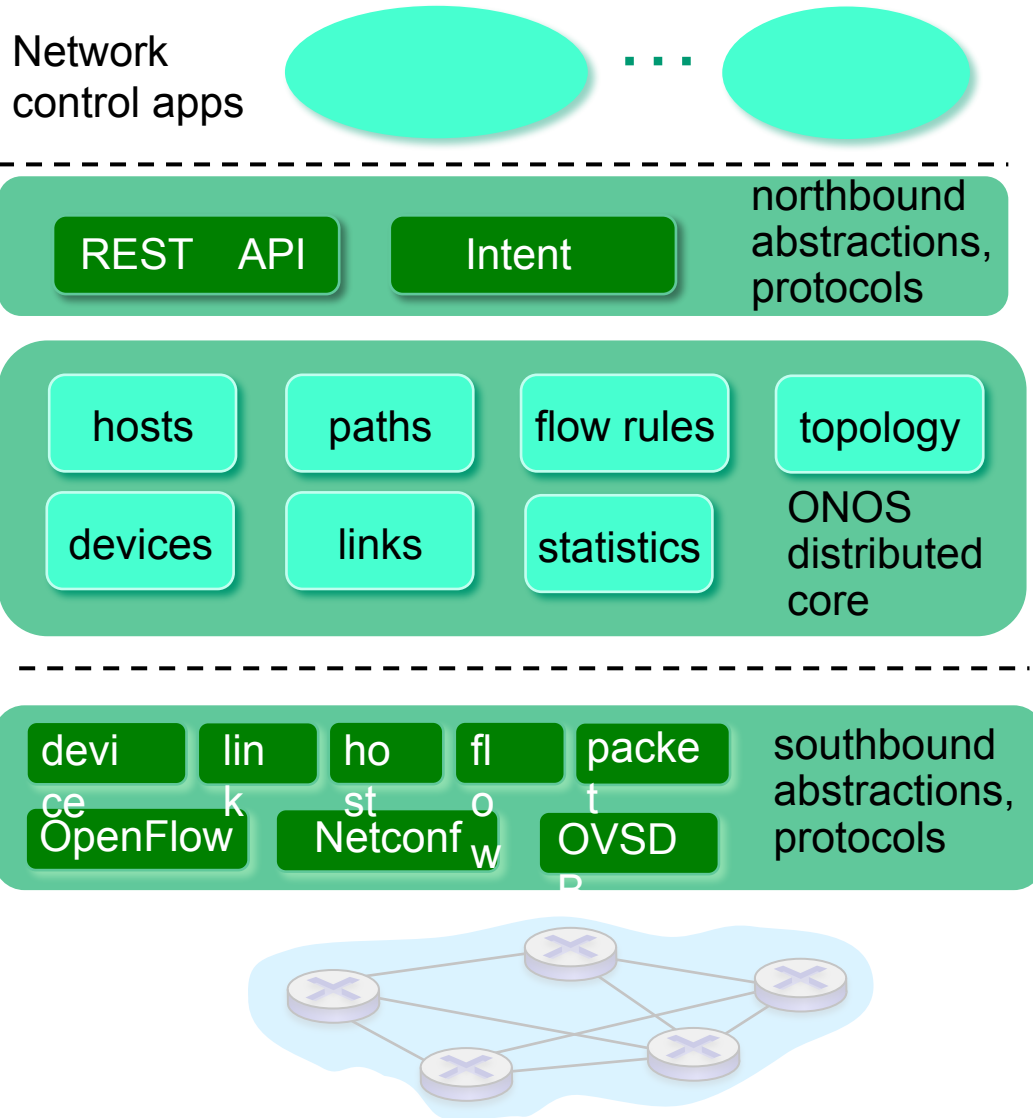 Network
control apps
...
northbound
abstractions,
protocols
REST API
Intent
hosts
paths
flow rules
topology
devices
links
statistics
ONOS
distributed
core
devi
ce
lin
k
ho
st
fl
o
w
packe
t
southbound
abstractions,
protocols
OpenFlow
Netconf
OVSD
B